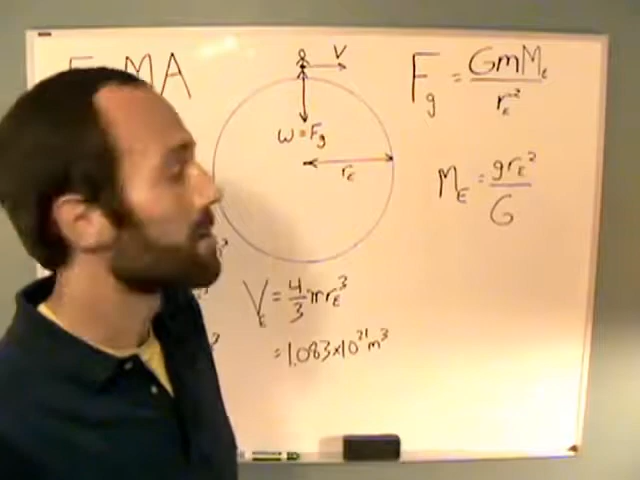 MA
V
W = Fg
rE
Fg = GmME / rE²
ME = grE² / G
VE = 4/3 πrE³
= 1.083×10²¹ m³